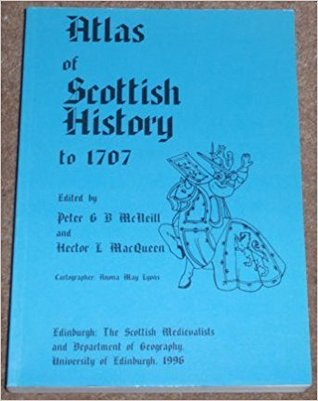 Atlas
of
Scottish
History
to 1707
Edited by
Peter G B McNeill
and
Hector L MacQueen
Cartographer: Anona May Lyons
Edinburgh: The Scottish Medievalists
and Department of Geography,
University of Edinburgh, 1996